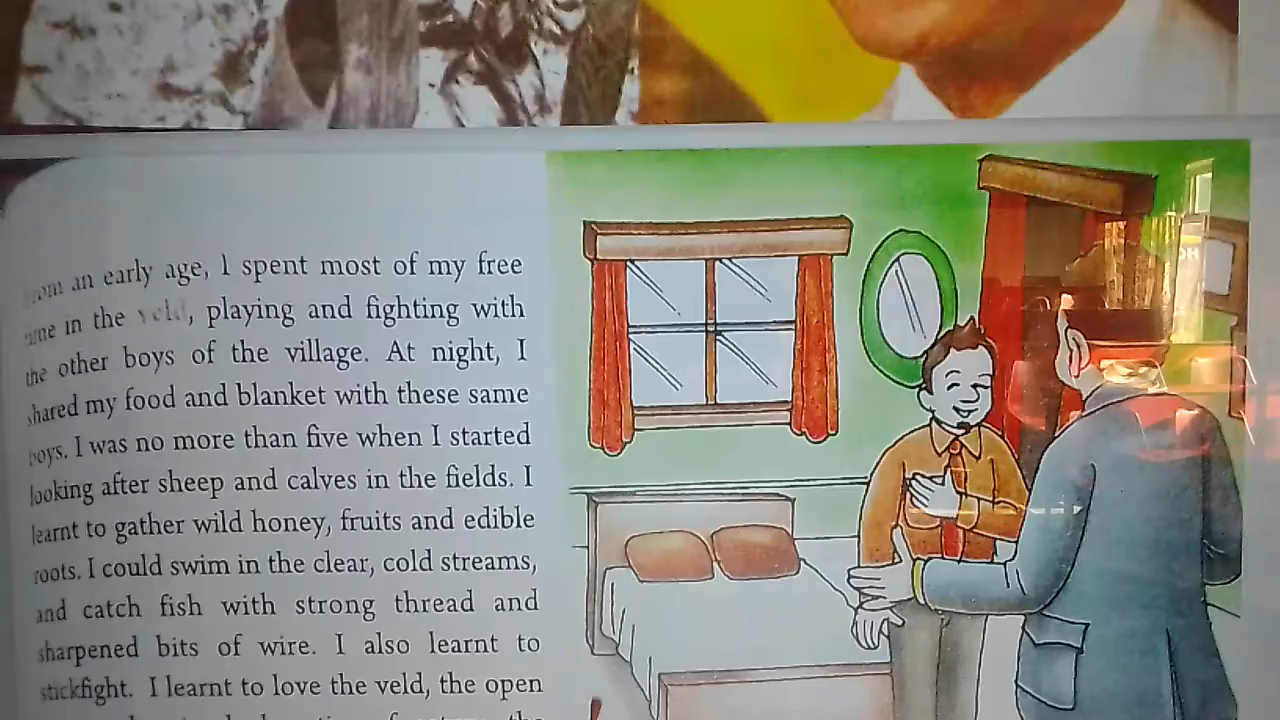 an early age, I spent most of my free
in the veld, playing and fighting with
the other boys of the village. At night, I
shared my food and blanket with these same
boys. I was no more than five when I started
looking after sheep and calves in the fields. I
learnt to gather wild honey, fruits and edible
roots. I could swim in the clear, cold streams,
and catch fish with strong thread and
sharpened bits of wire. I also learnt to
stickfight. I learnt to love the veld, the open